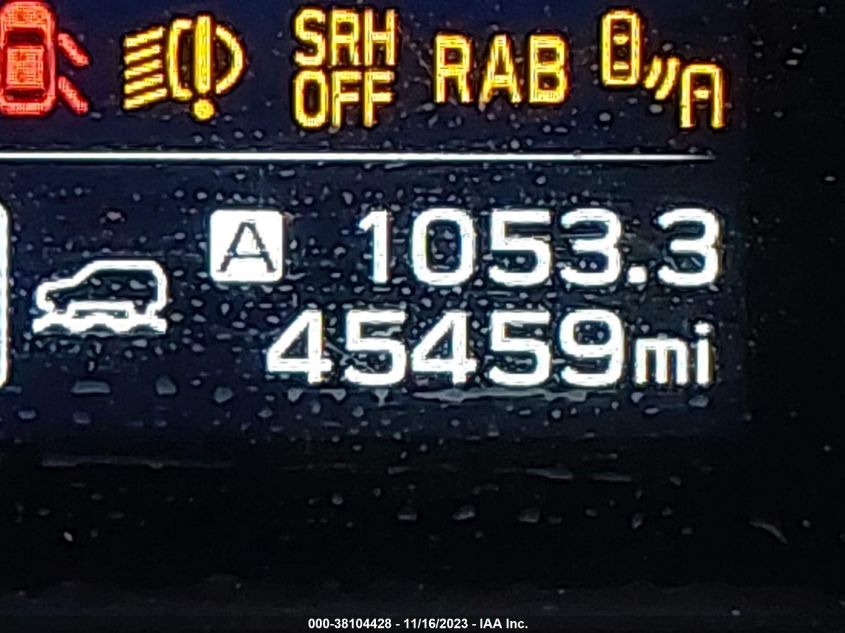 SRH
OFF
RAB
A
A 1053.3
45459mi
000-38104428 - 11/16/2023 - IAA Inc.